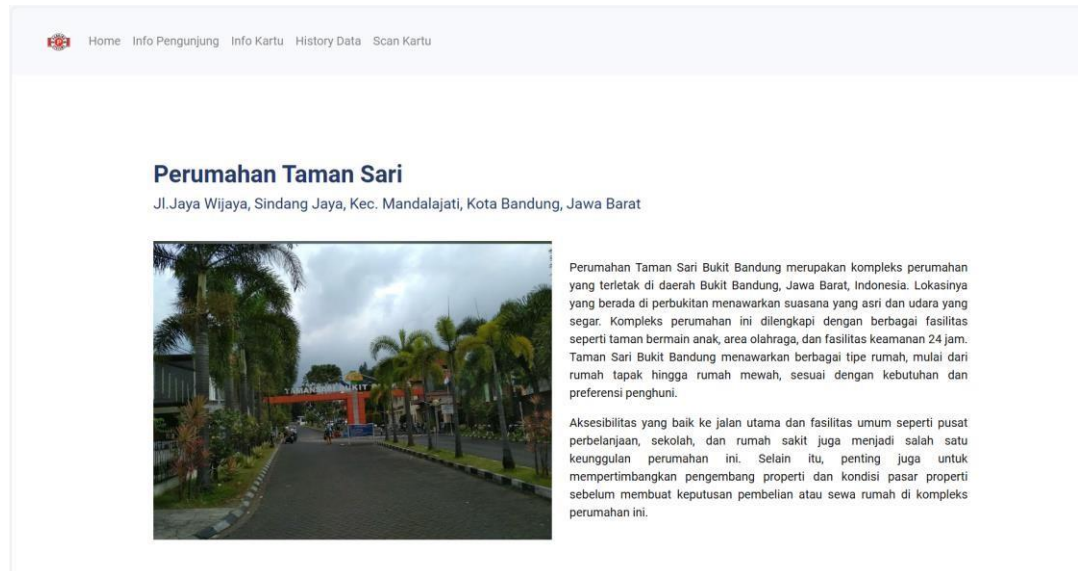 Home Info Pengunjung Info Kartu History Data Scan Kartu
Perumahan Taman Sari
Jl.Jaya Wijaya, Sindang Jaya, Kec. Mandalajati, Kota Bandung, Jawa Barat
TAMANSARI BUKIT
Perumahan Taman Sari Bukit Bandung merupakan kompleks perumahan
yang terletak di daerah Bukit Bandung, Jawa Barat, Indonesia. Lokasinya
yang berada di perbukitan menawarkan suasana yang asri dan udara yang
segar. Kompleks perumahan ini dilengkapi dengan berbagai fasilitas
seperti taman bermain anak, area olahraga, dan fasilitas keamanan 24 jam.
Taman Sari Bukit Bandung menawarkan berbagai tipe rumah, mulai dari
rumah tapak hingga rumah mewah, sesuai dengan kebutuhan dan
preferensi penghuni.
Aksesibilitas yang baik ke jalan utama dan fasilitas umum seperti pusat
perbelanjaan, sekolah, dan rumah sakit juga menjadi salah satu
keunggulan perumahan ini. Selain itu, penting juga untuk
mempertimbangkan pengembang properti dan kondisi pasar properti
sebelum membuat keputusan pembelian atau sewa rumah di kompleks
perumahan ini.